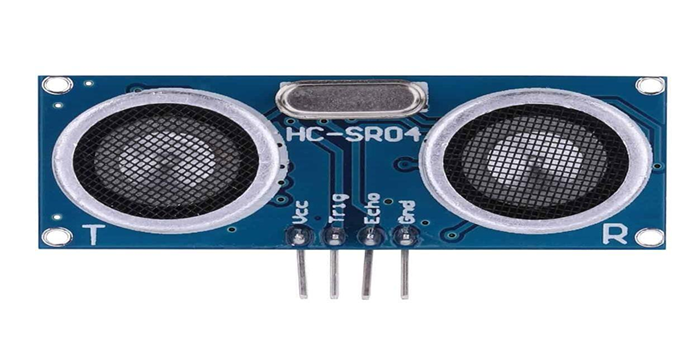 HC-SR04
Vcc
Trig
Echo
Gnd
T
R